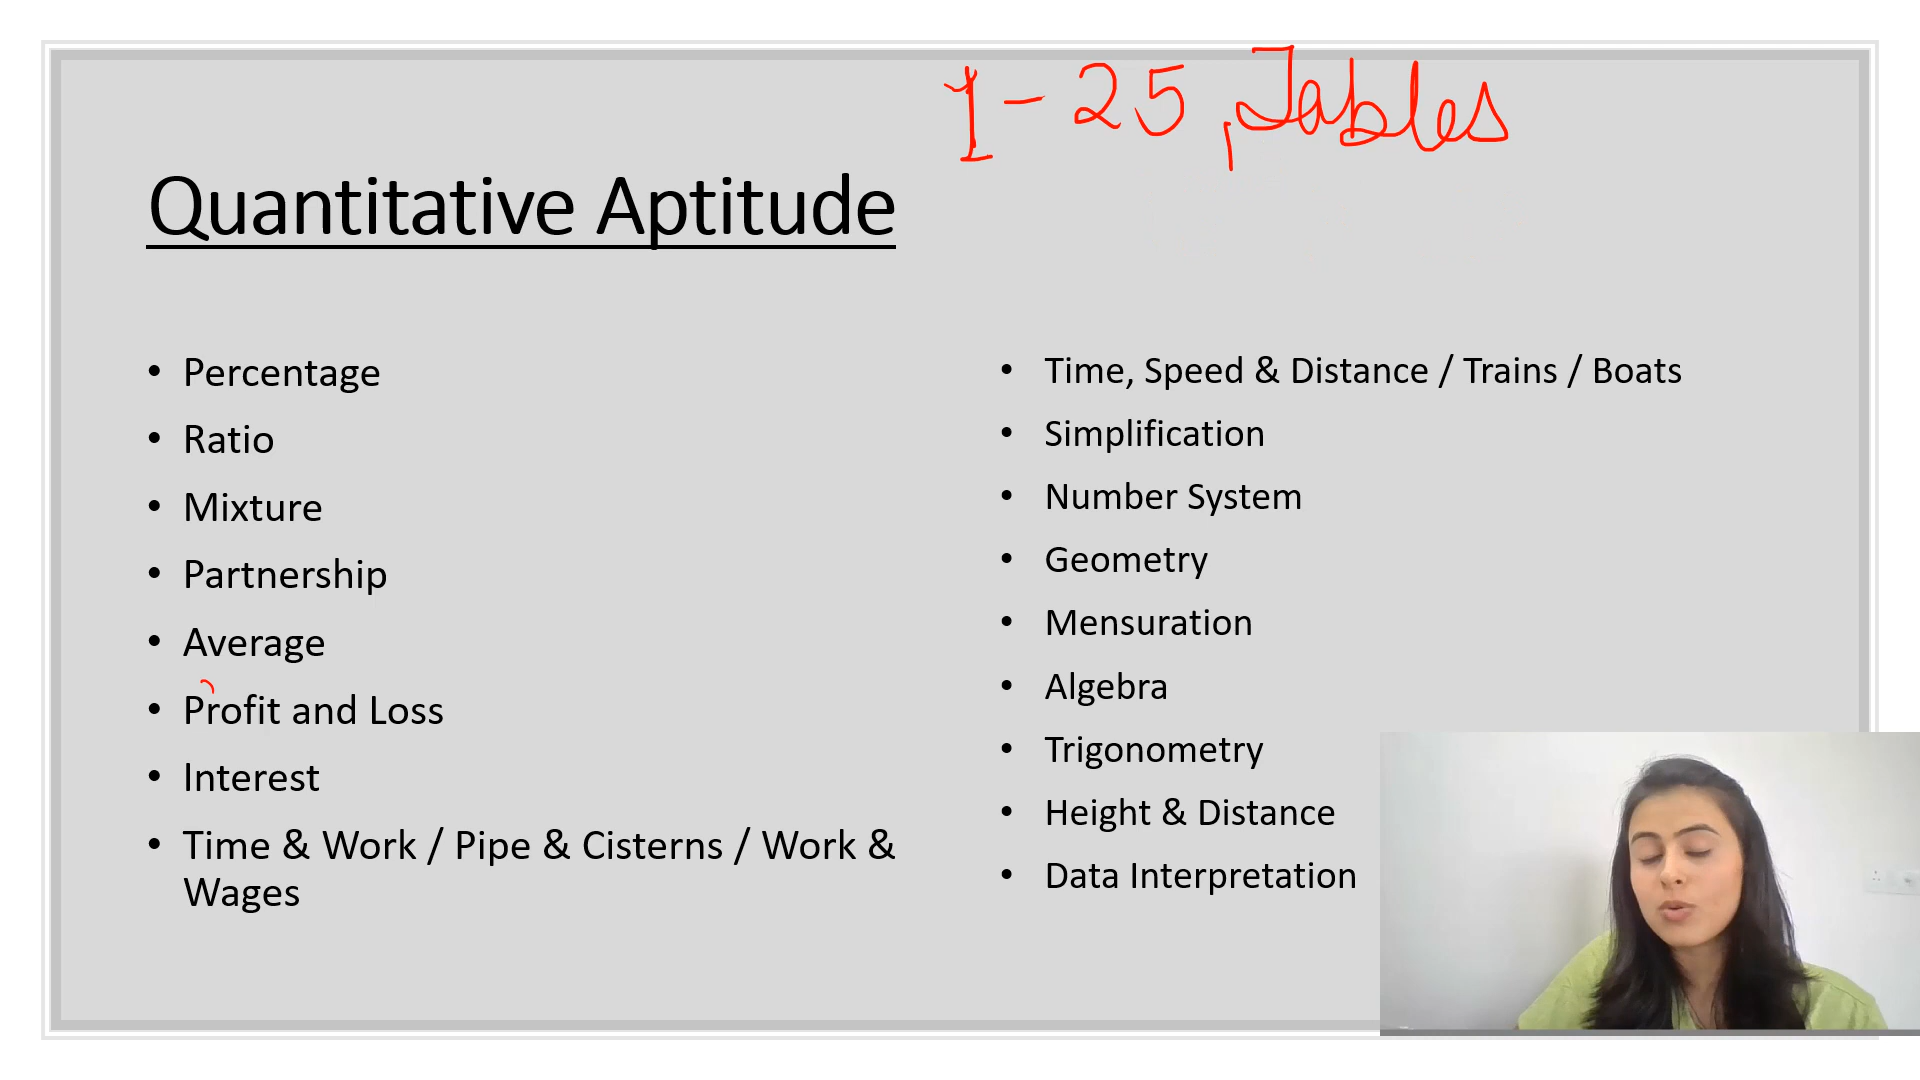 1 - 25 Tables
Quantitative Aptitude
• Percentage
• Ratio
• Mixture
• Partnership
• Average
• Profit and Loss
• Interest
• Time & Work / Pipe & Cisterns / Work &
Wages
• Time, Speed & Distance / Trains / Boats
• Simplification
• Number System
• Geometry
• Mensuration
• Algebra
• Trigonometry
• Height & Distance
• Data Interpretation